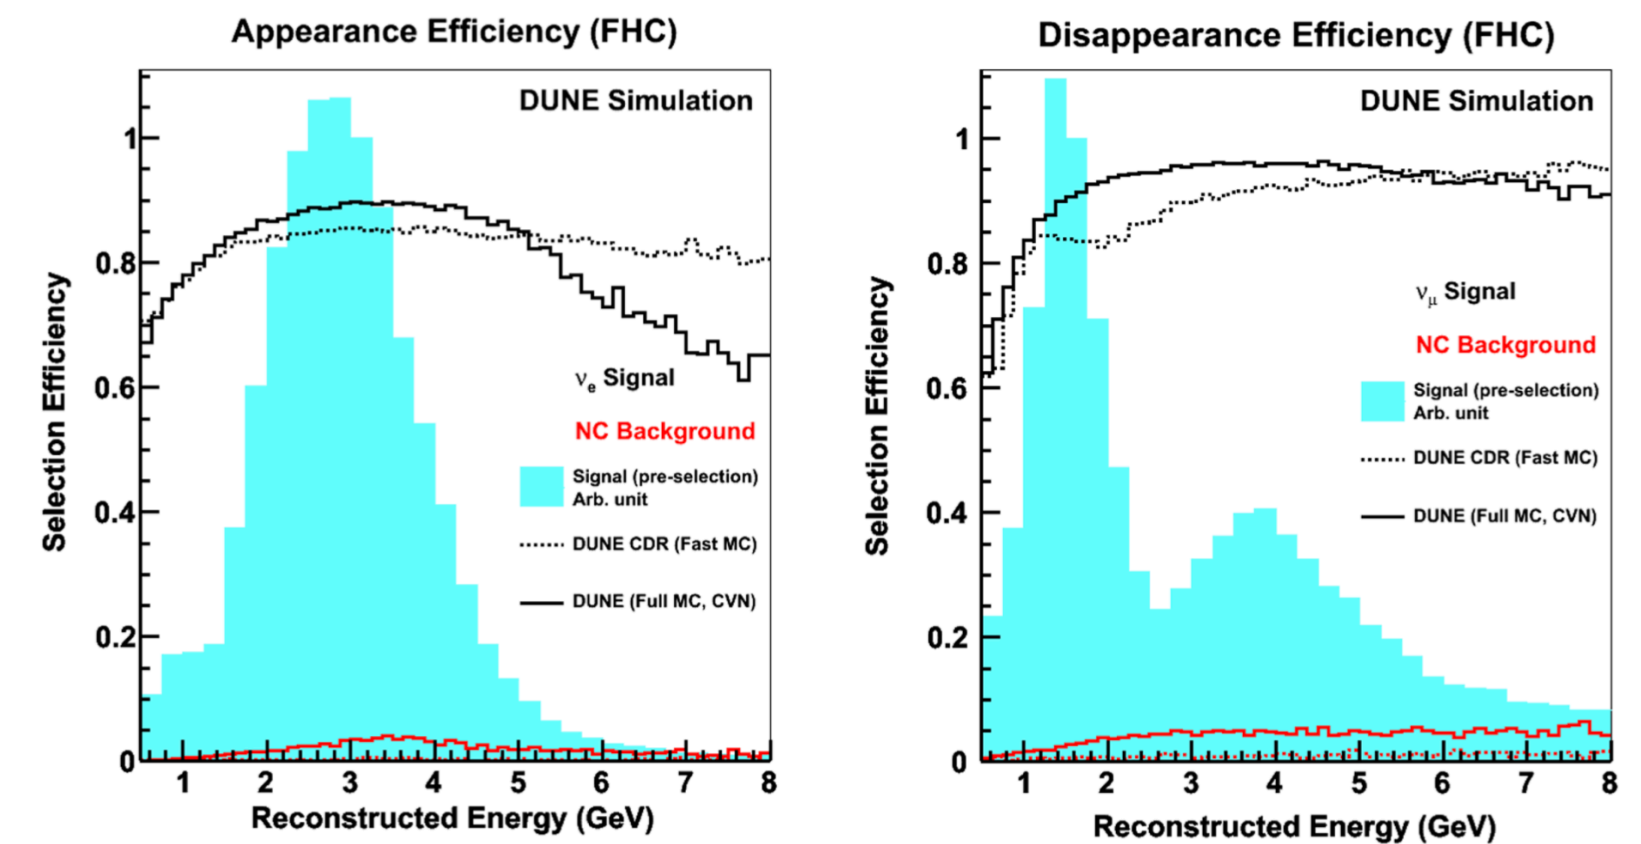 Appearance Efficiency (FHC)
DUNE Simulation
1
0.8
0.6
0.4
0.2
0
Selection Efficiency
νe Signal
NC Background
Signal (pre-selection)
Arb. unit
DUNE CDR (Fast MC)
DUNE (Full MC, CVN)
1 2 3 4 5 6 7 8
Reconstructed Energy (GeV)
Disappearance Efficiency (FHC)
DUNE Simulation
1
0.8
0.6
0.4
0.2
0
Selection Efficiency
νμ Signal
NC Background
Signal (pre-selection)
Arb. unit
DUNE CDR (Fast MC)
DUNE (Full MC, CVN)
1 2 3 4 5 6 7 8
Reconstructed Energy (GeV)